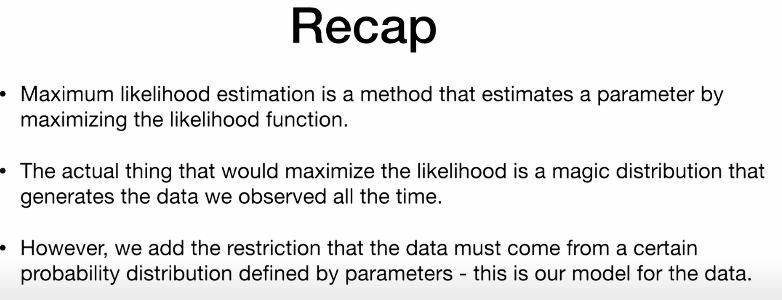 Recap
• Maximum likelihood estimation is a method that estimates a parameter by
maximizing the likelihood function.
• The actual thing that would maximize the likelihood is a magic distribution that
generates the data we observed all the time.
• However, we add the restriction that the data must come from a certain
probability distribution defined by parameters - this is our model for the data.